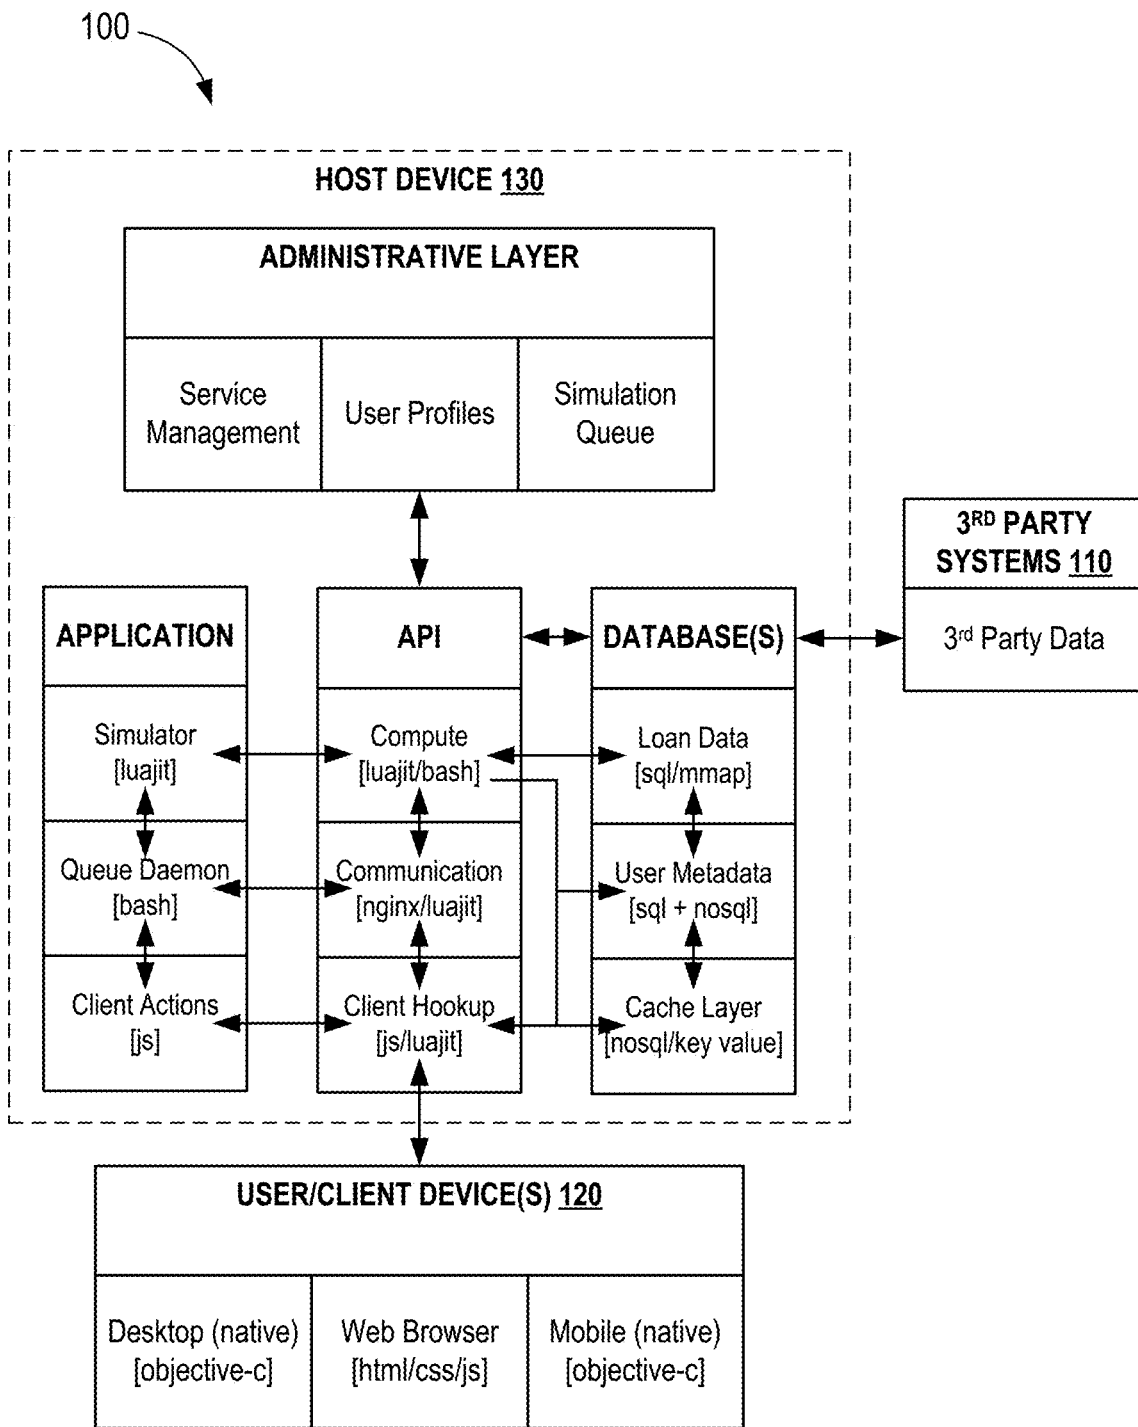 100
HOST DEVICE 130
ADMINISTRATIVE LAYER
Service
Management
User Profiles
Simulation
Queue
3RD PARTY
SYSTEMS 110
3rd Party Data
APPLICATION
API
DATABASE(S)
Simulator
[luajit]
Compute
[luajit/bash]
Loan Data
[sql/mmap]
Queue Daemon
[bash]
Communication
[nginx/luajit]
User Metadata
[sql + nosql]
Client Actions
[js]
Client Hookup
[js/luajit]
Cache Layer
[nosql/key value]
USER/CLIENT DEVICE(S) 120
Desktop (native)
[objective-c]
Web Browser
[html/css/js]
Mobile (native)
[objective-c]